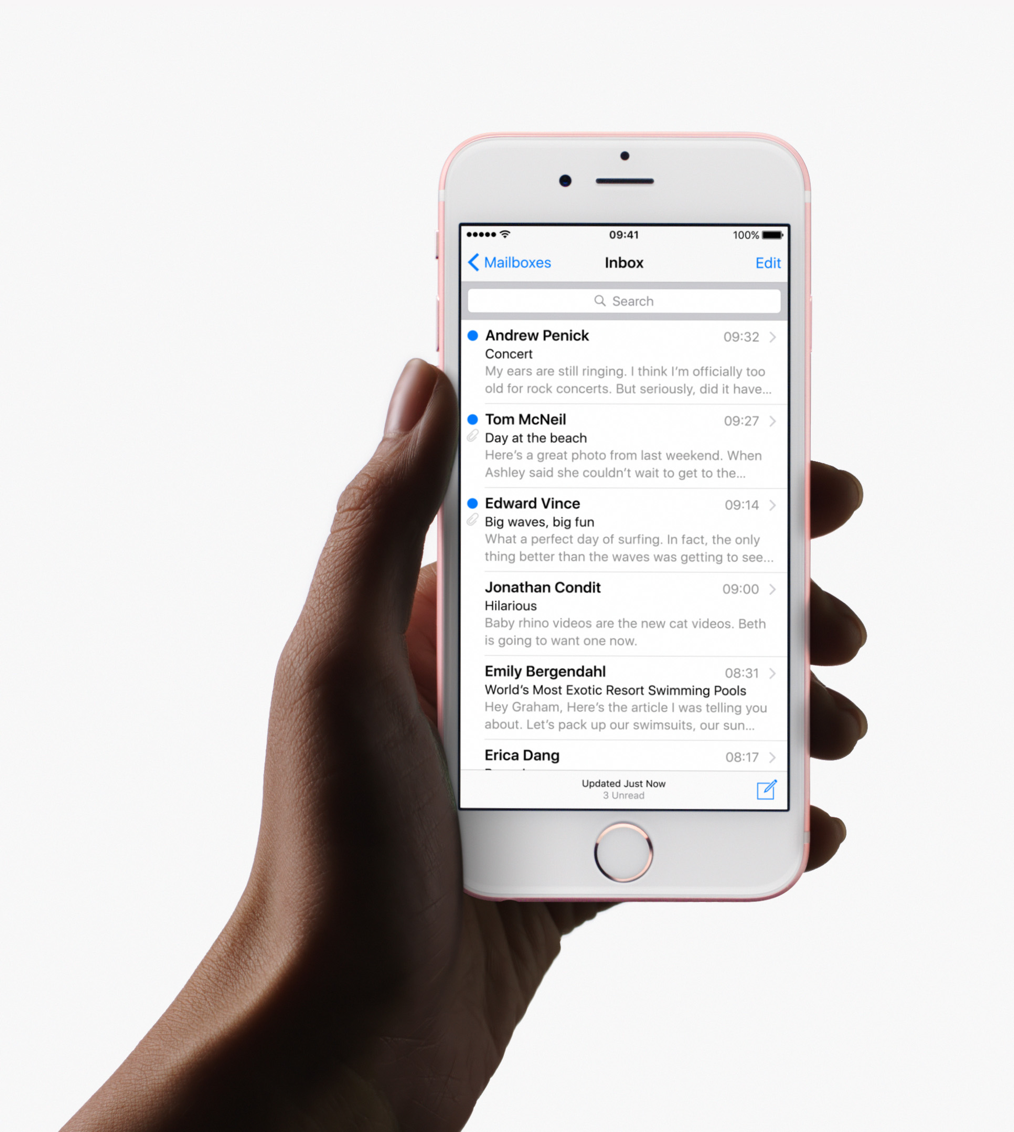 09:41 100%
Mailboxes Inbox Edit
Search
Andrew Penick 09:32
Concert
My ears are still ringing. I think I'm officially too
old for rock concerts. But seriously, did it have...
Tom McNeil 09:27
Day at the beach
Here's a great photo from last weekend. When
Ashley said she couldn't wait to get to the...
Edward Vince 09:14
Big waves, big fun
What a perfect day of surfing. In fact, the only
thing better than the waves was getting to see...
Jonathan Condit 09:00
Hilarious
Baby rhino videos are the new cat videos. Beth
is going to want one now.
Emily Bergendahl 08:31
World's Most Exotic Resort Swimming Pools
Hey Graham, Here's the article I was telling you
about. Let's pack up our swimsuits, our sun...
Erica Dang 08:17
Updated Just Now
3 Unread